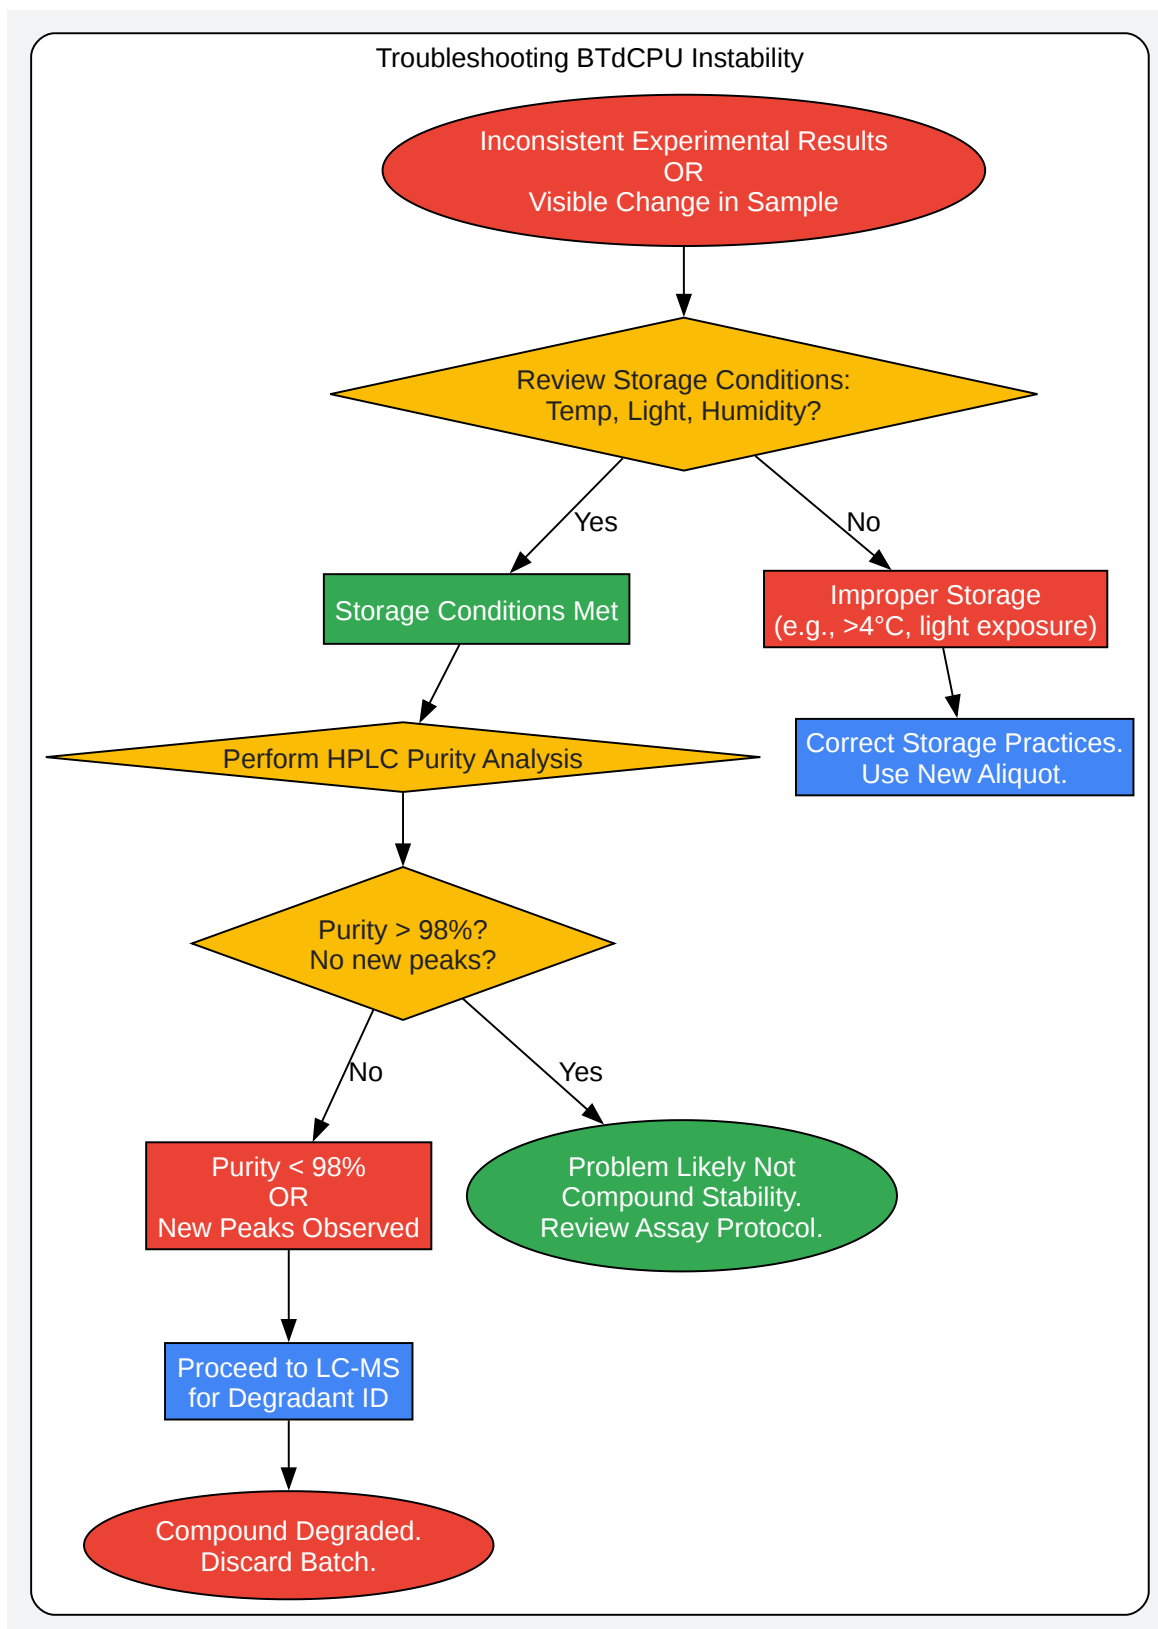 Troubleshooting BTdCPU Instability
Inconsistent Experimental Results
OR
Visible Change in Sample
Review Storage Conditions:
Temp, Light, Humidity?
Yes
No
Storage Conditions Met
Improper Storage
(e.g., >4°C, light exposure)
Perform HPLC Purity Analysis
Correct Storage Practices.
Use New Aliquot.
Purity > 98%?
No new peaks?
No
Yes
Purity < 98%
OR
New Peaks Observed
Problem Likely Not
Compound Stability.
Review Assay Protocol.
Proceed to LC-MS
for Degradant ID
Compound Degraded.
Discard Batch.